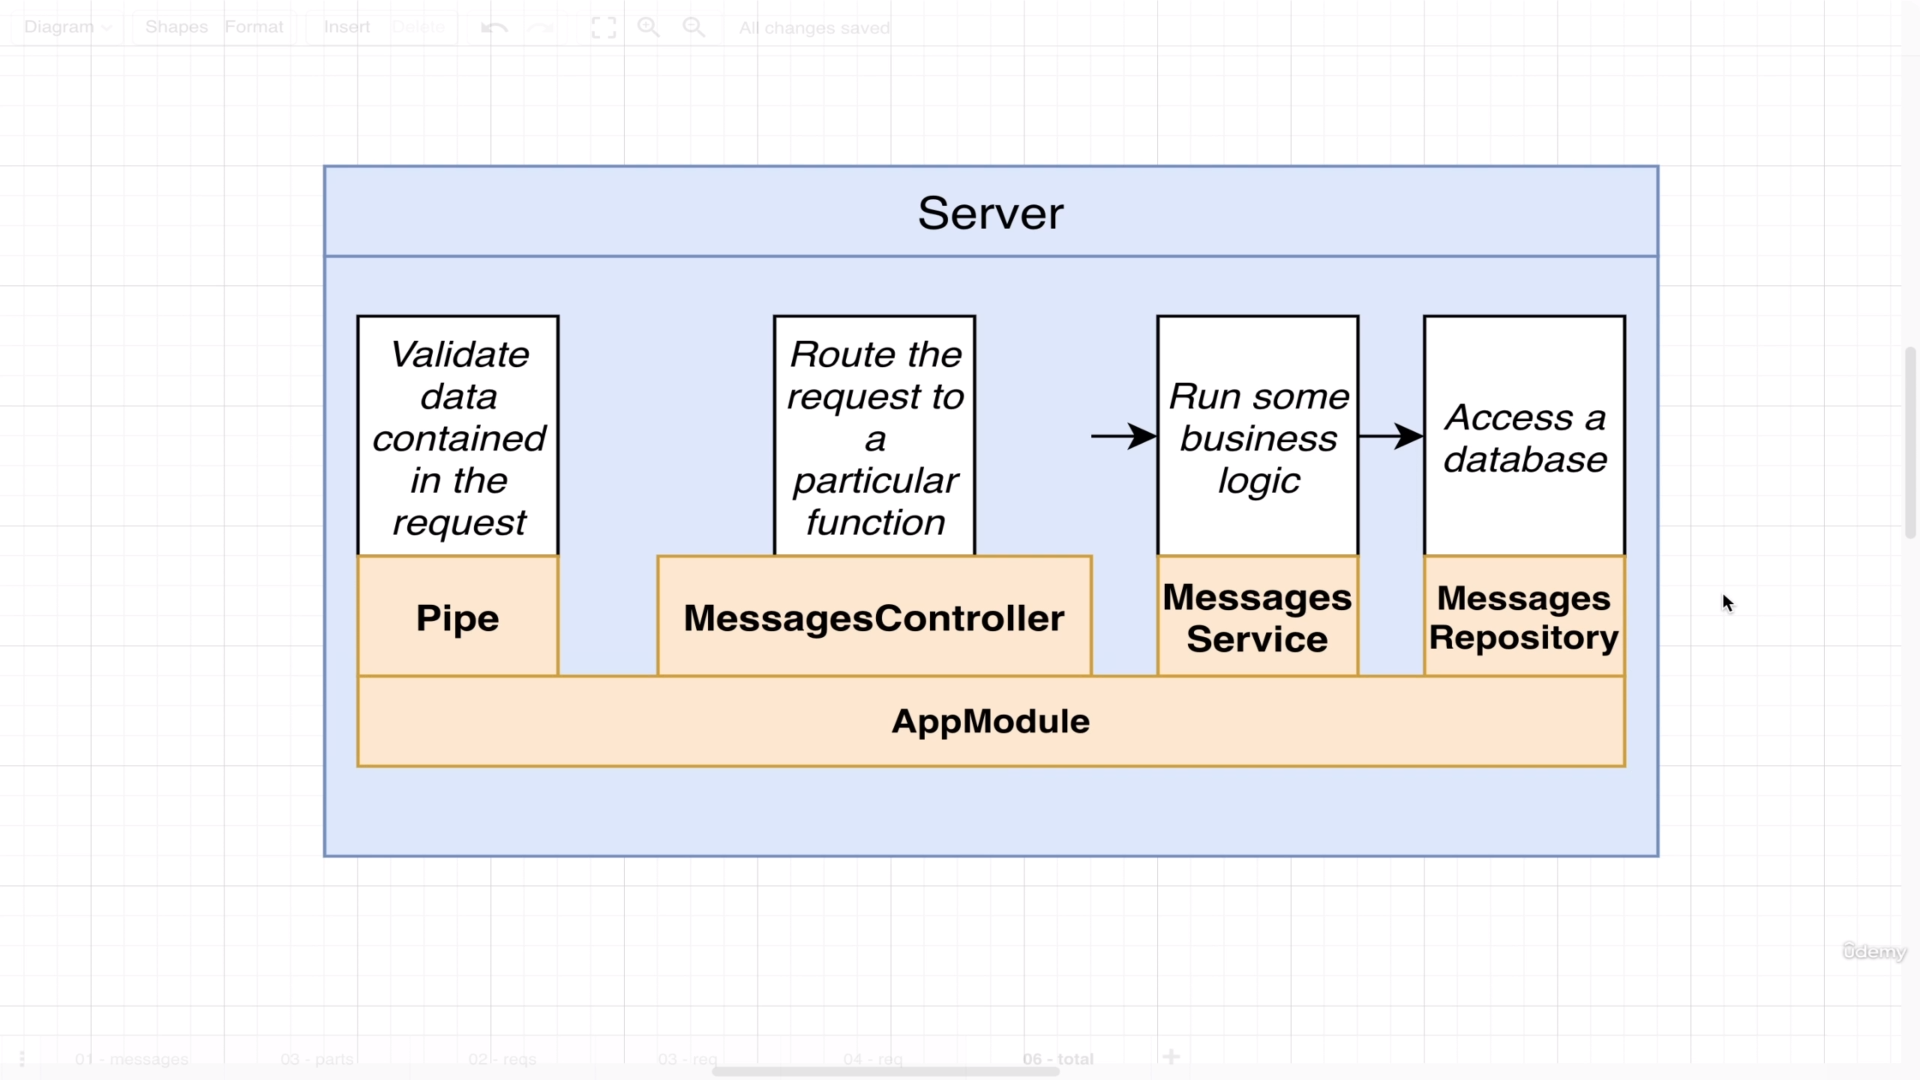 Diagram
Shapes
Format
Insert
Delete
All changes saved
Server
Validate
data
contained
in the
request
Route the
request to
a
particular
function
Run some
business
logic
Access a
database
Pipe
MessagesController
Messages
Service
Messages
Repository
AppModule
ûdemy
01 - messages
03 - parts
02 - reqs
03 - req
04 - req
06 - total